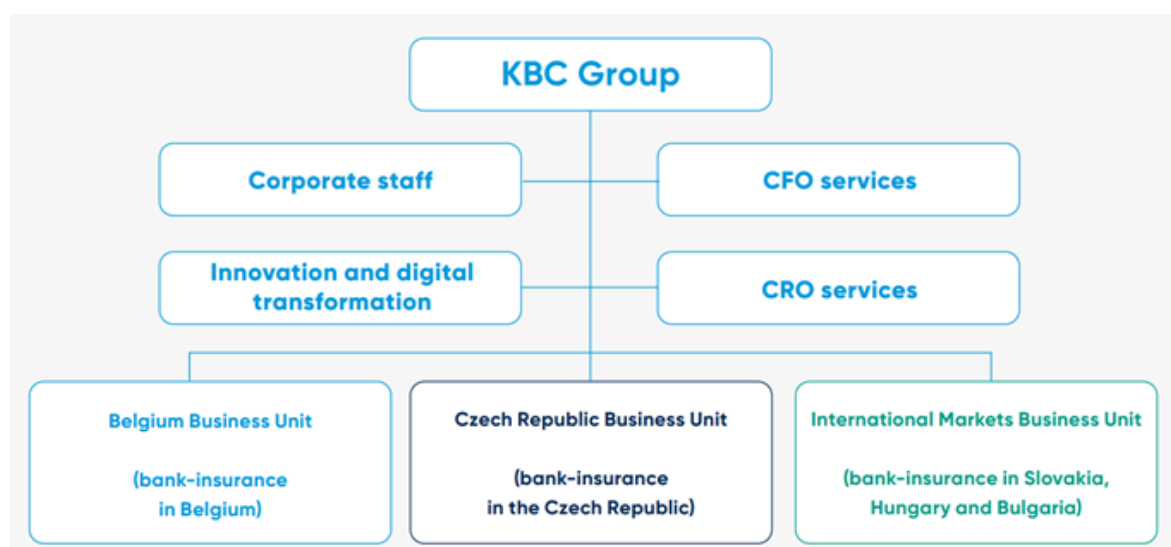 KBC Group
Corporate staff
CFO services
Innovation and digital
transformation
CRO services
Belgium Business Unit
(bank-insurance
in Belgium)
Czech Republic Business Unit
(bank-insurance
in the Czech Republic)
International Markets Business Unit
(bank-insurance in Slovakia,
Hungary and Bulgaria)